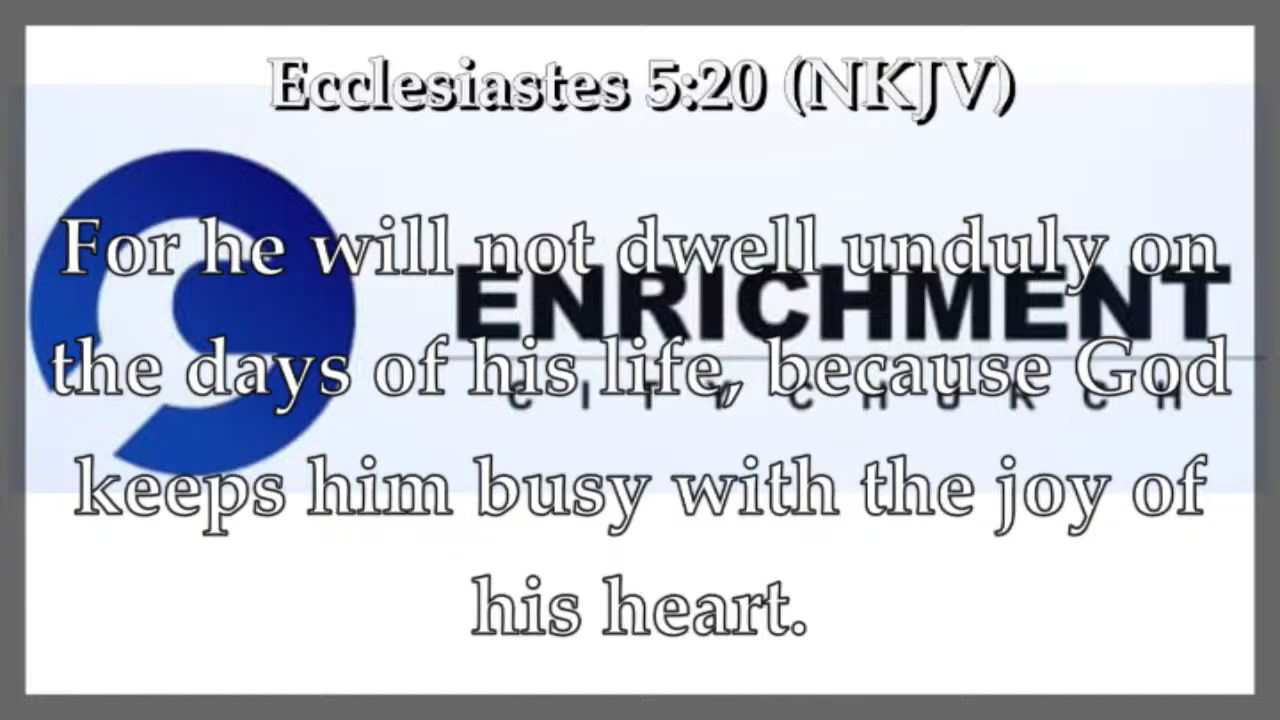 Ecclesiastes 5:20 (NKJV)
For he will not dwell unduly on
ENRICHMENT
the days of his life, because God
CITY CHURCH
keeps him busy with the joy of
his heart.